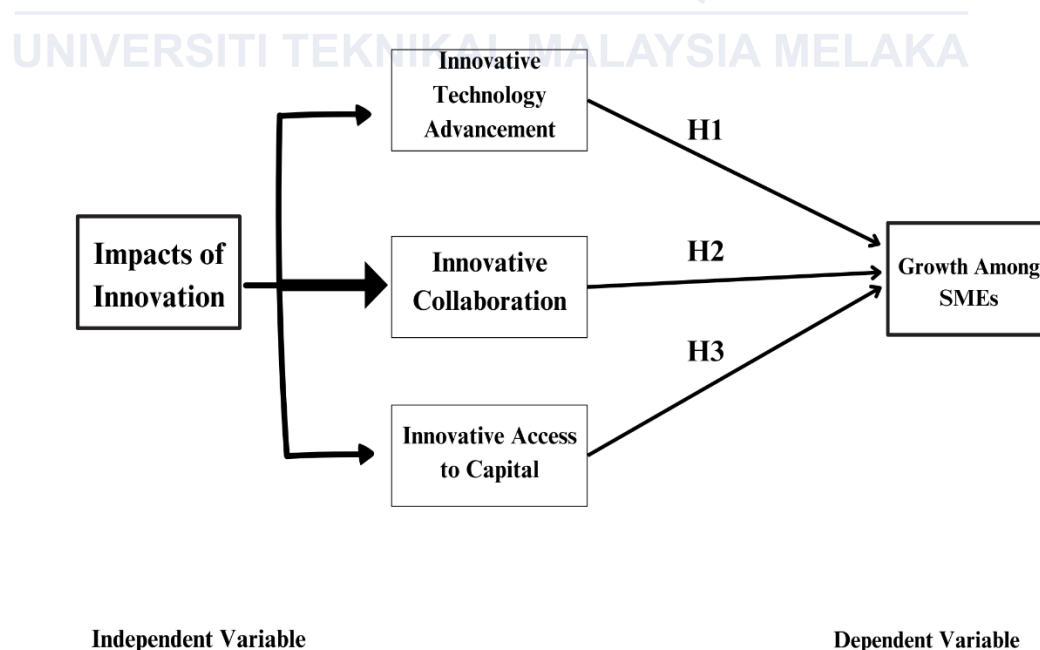 UNIVERSITI TEKNIKAL MALAYSIA MELAKA
Innovative
Technology
Advancement
H1
Impacts of
Innovation
Innovative
Collaboration
H2
Growth Among
SMEs
H3
Innovative Access
to Capital
Independent Variable
Dependent Variable